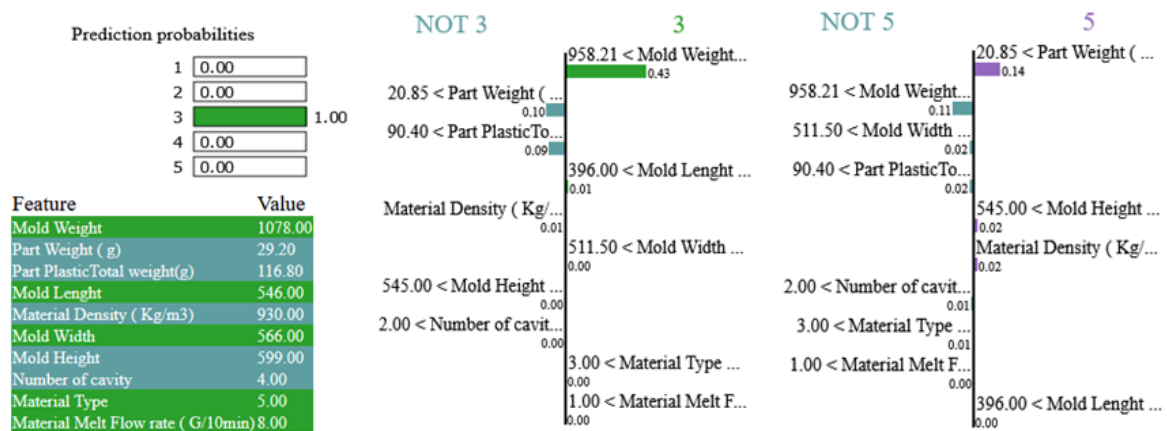 Prediction probabilities
1 0.00
2 0.00
3 1.00
4 0.00
5 0.00
Feature Value
Mold Weight 1078.00
Part Weight ( g) 29.20
Part PlasticTotal weight(g) 116.80
Mold Lenght 546.00
Material Density ( Kg/m3) 930.00
Mold Width 566.00
Mold Height 599.00
Number of cavity 4.00
Material Type 5.00
Material Melt Flow rate ( G/10min) 8.00
NOT 3 3
958.21 < Mold Weight...
0.43
20.85 < Part Weight ( ...
0.10
90.40 < Part PlasticTo...
0.09
396.00 < Mold Lenght ...
0.01
Material Density ( Kg/...
0.01
511.50 < Mold Width ...
0.00
545.00 < Mold Height ...
0.00
2.00 < Number of cavit...
0.00
3.00 < Material Type ...
0.00
1.00 < Material Melt F...
0.00
NOT 5 5
20.85 < Part Weight ( ...
0.14
958.21 < Mold Weight...
0.11
511.50 < Mold Width ...
0.02
90.40 < Part PlasticTo...
0.02
545.00 < Mold Height ...
0.02
Material Density ( Kg/...
0.02
2.00 < Number of cavit...
0.01
3.00 < Material Type ...
0.01
1.00 < Material Melt F...
0.00
396.00 < Mold Lenght ...
0.00